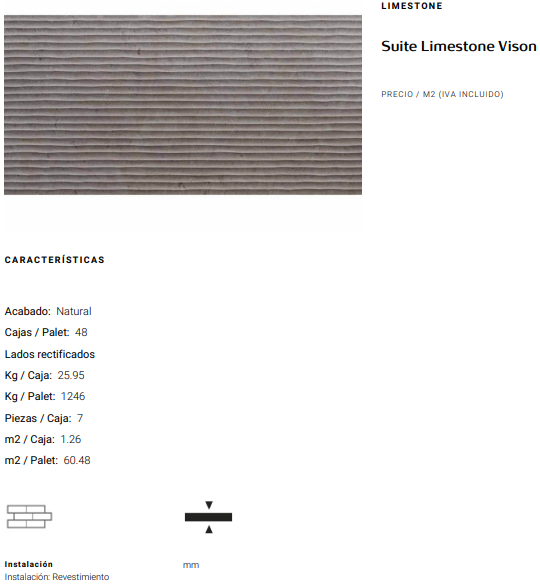 LIMESTONE
Suite Limestone Vison
PRECIO / M2 (IVA INCLUIDO)
CARACTERÍSTICAS
Acabado: Natural
Cajas / Palet: 48
Lados rectificados
Kg / Caja: 25.95
Kg / Palet: 1246
Piezas / Caja: 7
m2 / Caja: 1.26
m2 / Palet: 60.48
Instalación
Instalación: Revestimiento
mm